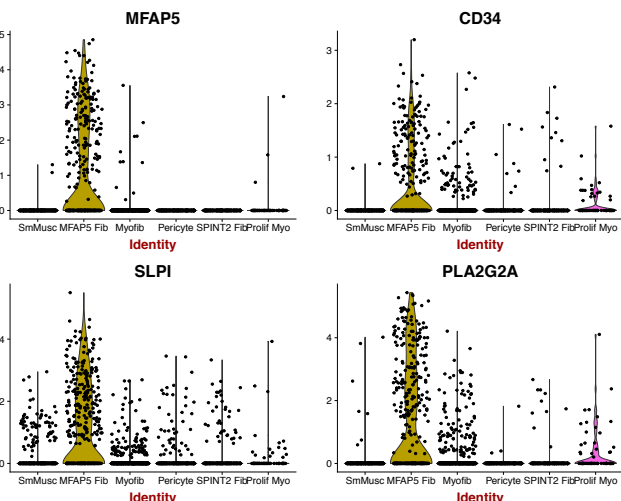 MFAP5
CD34
5
4
3
2
1
0
3
2
1
0
SmMusc MFAP5 Fib Myofib Pericyte SPINT2 Fib Prolif Myo
SmMusc MFAP5 Fib Myofib Pericyte SPINT2 Fib Prolif Myo
Identity
Identity
SLPI
PLA2G2A
4
2
0
4
2
0
SmMusc MFAP5 Fib Myofib Pericyte SPINT2 Fib Prolif Myo
SmMusc MFAP5 Fib Myofib Pericyte SPINT2 Fib Prolif Myo
Identity
Identity